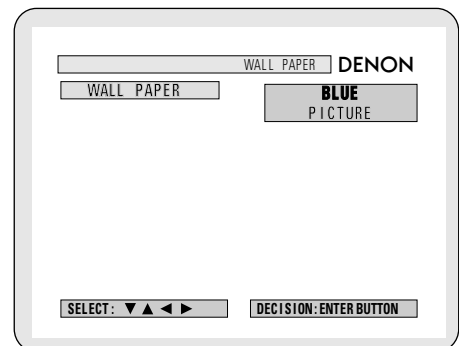 WALL PAPER DENON
WALL PAPER BLUE
PICTURE
SELECT: ▼ ▲ ◄ ► DECISION: ENTER BUTTON